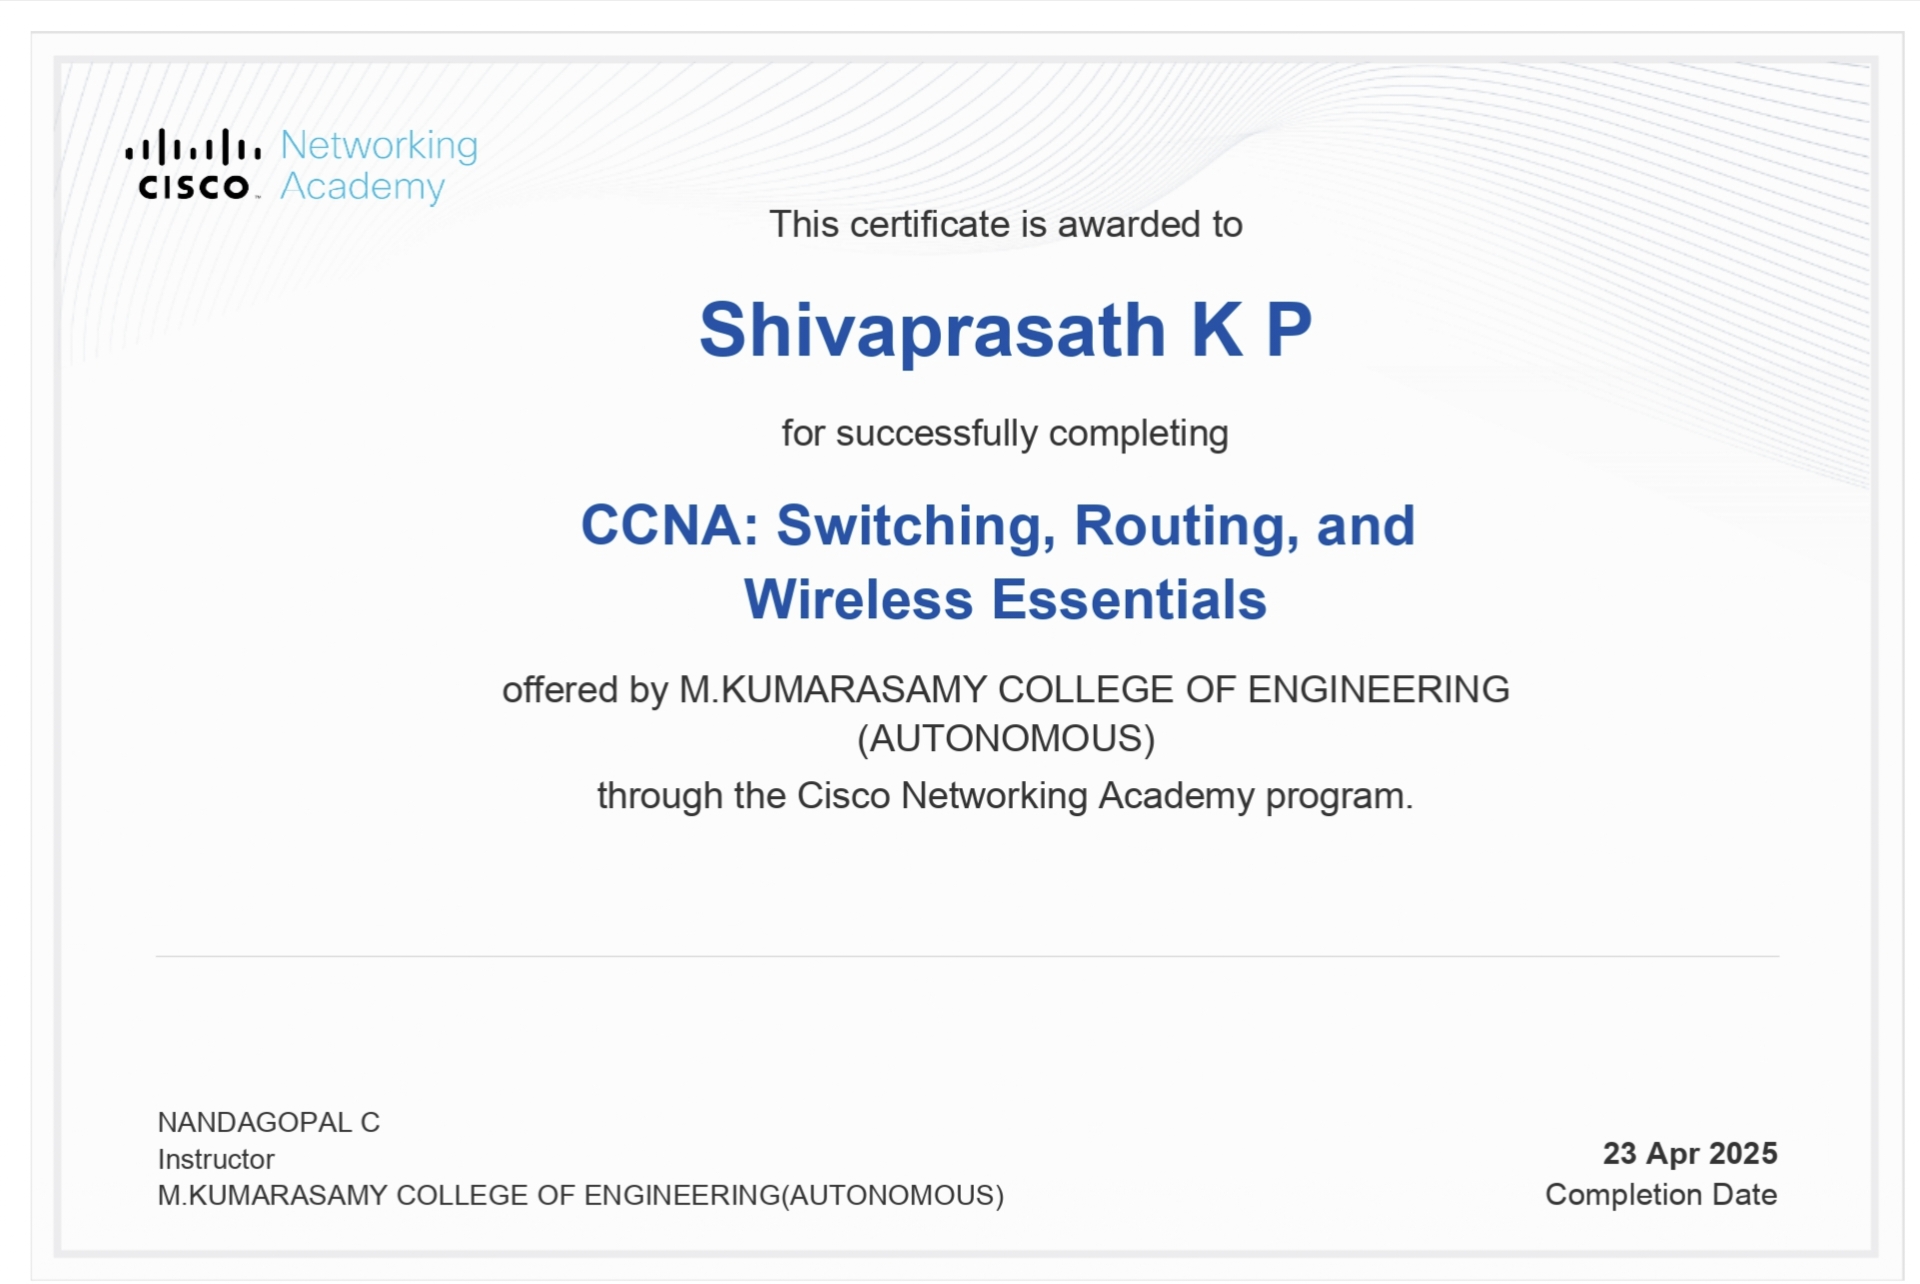 Networking
CISCO™ Academy
This certificate is awarded to
Shivaprasath K P
for successfully completing
CCNA: Switching, Routing, and
Wireless Essentials
offered by M.KUMARASAMY COLLEGE OF ENGINEERING
(AUTONOMOUS)
through the Cisco Networking Academy program.
NANDAGOPAL C
Instructor
M.KUMARASAMY COLLEGE OF ENGINEERING(AUTONOMOUS)
23 Apr 2025
Completion Date